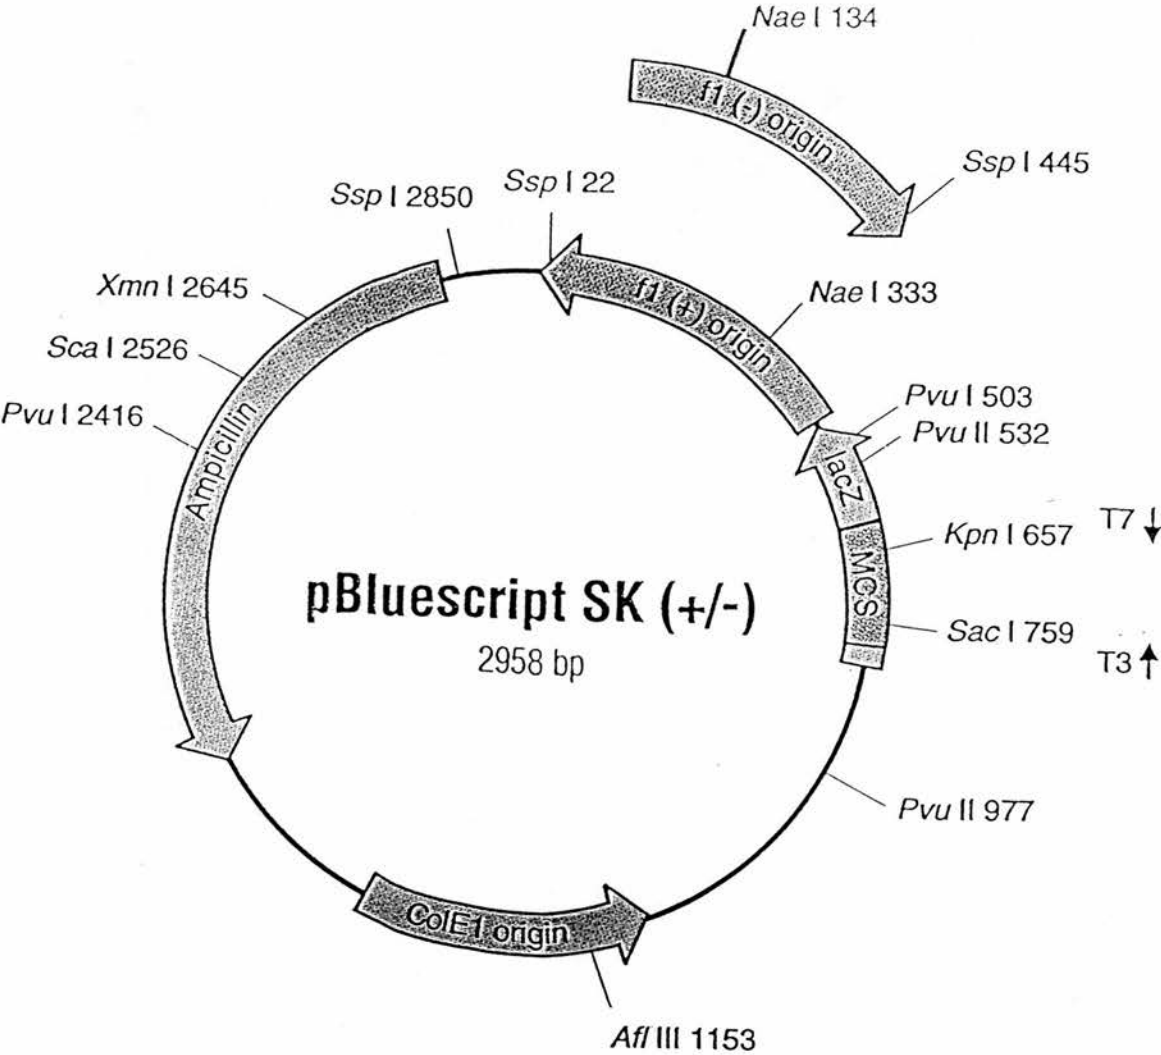 Nae I 134
f1 (-) origin
Ssp I 445
Ssp I 22
Ssp I 2850
Xmn I 2645
Nae I 333
f1 (+) origin
Sca I 2526
Pvu I 2416
Pvu I 503
Pvu II 532
Ampicillin
lacZ
T7 ↓
Kpn I 657
MCS
pBluescript SK (+/-)
2958 bp
Sac I 759
T3 ↑
Pvu II 977
ColE1 origin
Afl III 1153